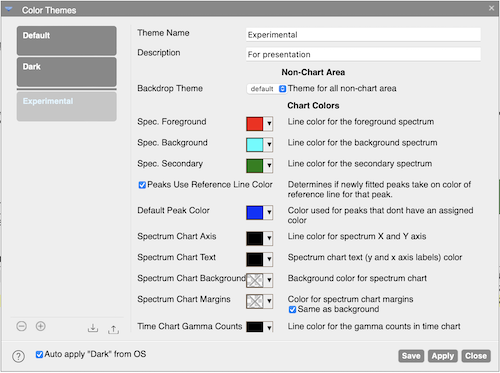 Color Themes
Default
Dark
Experimental
Theme Name Experimental
Description For presentation
Non-Chart Area
Backdrop Theme default Theme for all non-chart area
Chart Colors
Spec. Foreground Line color for the foreground spectrum
Spec. Background Line color for the background spectrum
Spec. Secondary Line color for the secondary spectrum
Peaks Use Reference Line Color Determines if newly fitted peaks take on color of
reference line for that peak.
Default Peak Color Color used for peaks that dont have an assigned
color
Spectrum Chart Axis Line color for spectrum X and Y axis
Spectrum Chart Text Spectrum chart text (y and x axis labels) color
Spectrum Chart Background Background color for spectrum chart
Spectrum Chart Margins Color for spectrum chart margins
Same as background
Time Chart Gamma Counts Line color for the gamma counts in time chart
Auto apply "Dark" from OS
Save Apply Close